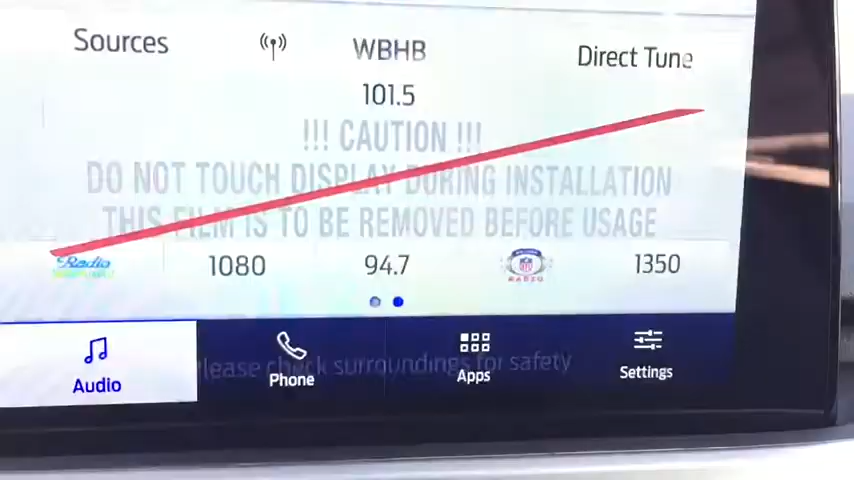 Sources
WBHB
Direct Tune
101.5
!!! CAUTION !!!
DO NOT TOUCH DISPLAY DURING INSTALLATION
THIS FILM IS TO BE REMOVED BEFORE USAGE
Radio
1080
94.7
RADIO
1350
Please check surroundings for safety
Audio
Phone
Apps
Settings